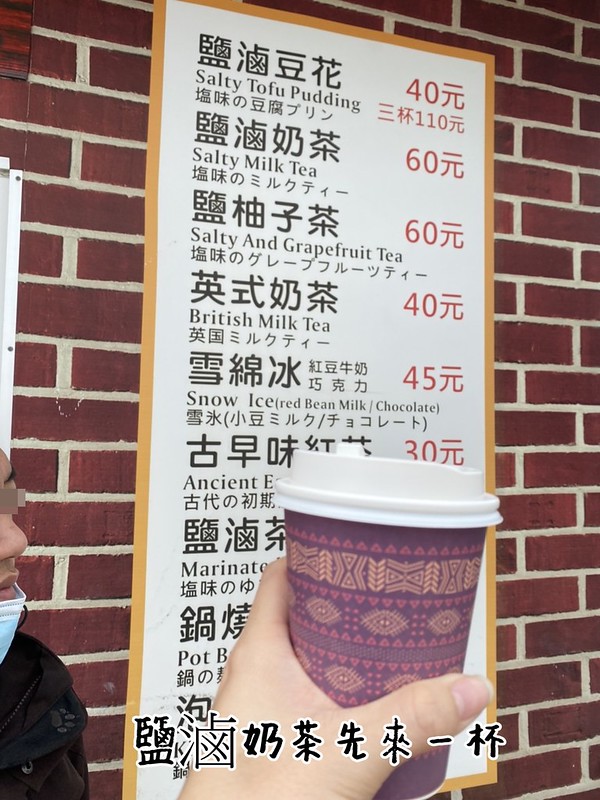 鹽滷豆花 40元
Salty Tofu Pudding
塩味の豆腐プリン 三杯110元
鹽滷奶茶 60元
Salty Milk Tea
塩味のミルクティー
鹽柚子茶 60元
Salty And Grapefruit Tea
塩味のグレープフルーツティー
英式奶茶 40元
British Milk Tea
英国ミルクティー
雪綿冰 紅豆牛奶 45元
巧克力
Snow Ice(red Bean Milk / Chocolate)
雪氷(小豆ミルク/チョコレート)
古早味紅茶 30元
Ancient E
古代の初期
鹽滷茶
Marinated
塩味のゆ
鍋燒
Pot B
鍋の
泡
鹽滷奶茶先來一杯